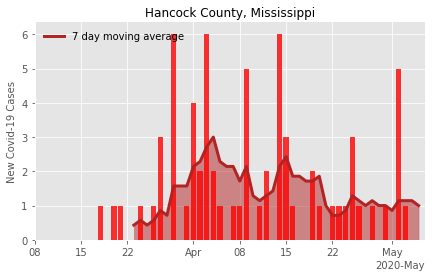 Hancock County, Mississippi
7 day moving average
New Covid-19 Cases
6
5
4
3
2
1
0
08 15 22 Apr 08 15 22 May
2020-May